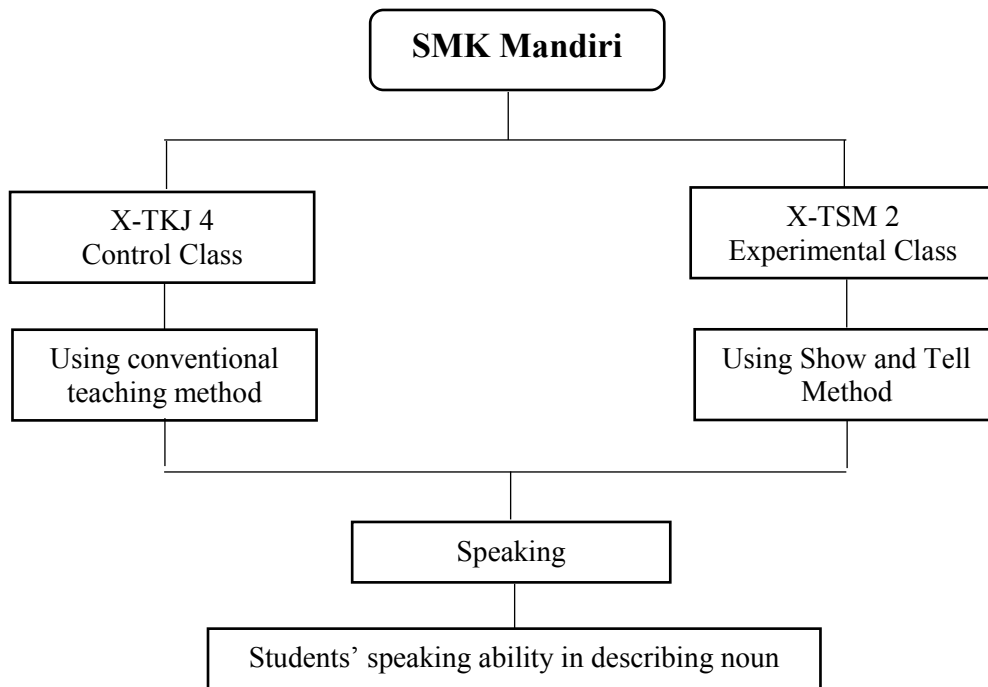 SMK Mandiri
X-TKJ 4
Control Class
X-TSM 2
Experimental Class
Using conventional
teaching method
Using Show and Tell
Method
Speaking
Students’ speaking ability in describing noun